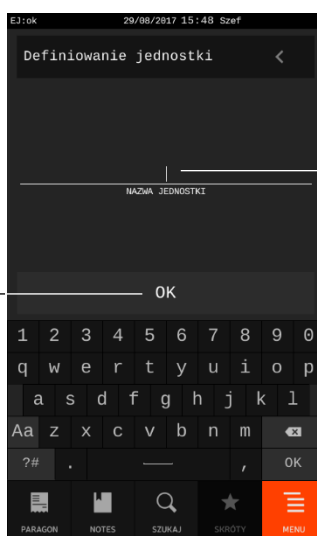 EJ:ok 29/08/2017 15:48 Szef
Definiowanie jednostki <
NAZWA JEDNOSTKI
OK
1 2 3 4 5 6 7 8 9 0
q w e r t y u i o p
a s d f g h j k l
Aa z x c v b n m
?# . , OK
PARAGON NOTES SZUKAJ SKRÓTY MENU